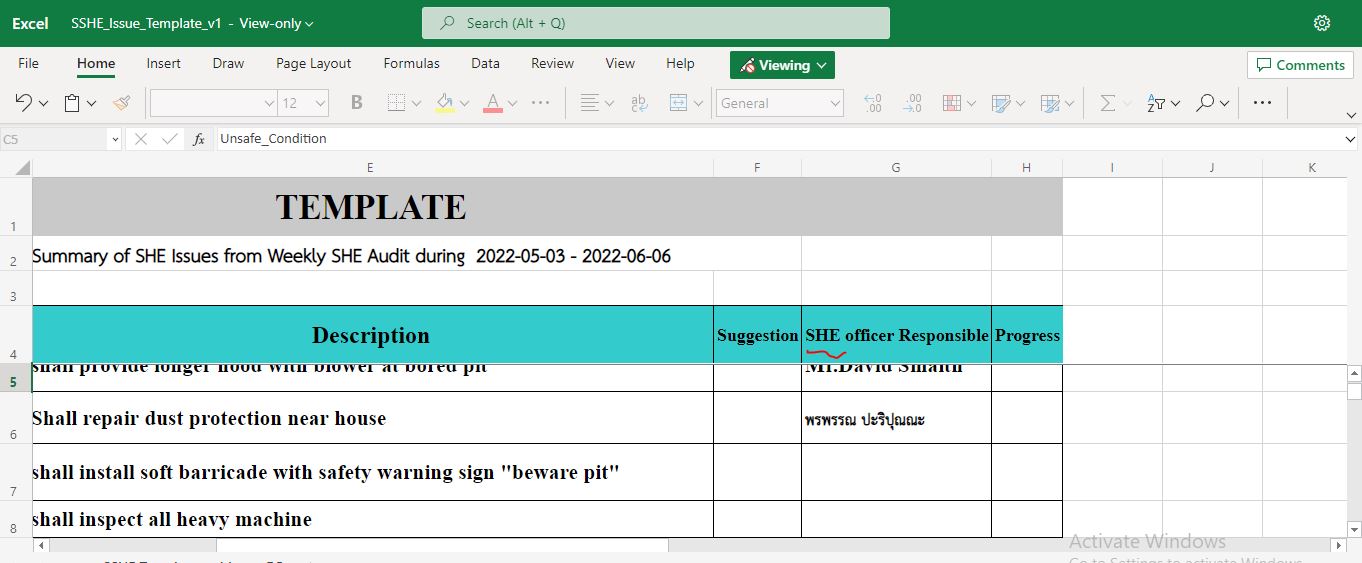 Excel SSHE_Issue_Template_v1 - View-only Search (Alt + Q)
File Home Insert Draw Page Layout Formulas Data Review View Help Viewing Comments
12 B A ab General .00 .00 Σ
C5 fx Unsafe_Condition
E F G H I J K
1 TEMPLATE
2 Summary of SHE Issues from Weekly SHE Audit during 2022-05-03 - 2022-06-06
3
4 Description Suggestion SHE officer Responsible Progress
5 shall provide longer hood with blower at bored pit Mr.David Smaith
6 Shall repair dust protection near house พรพรรณ ปะริปุณณะ
7 shall install soft barricade with safety warning sign "beware pit"
8 shall inspect all heavy machine
Activate Windows
Go to Settings to activate Windows.